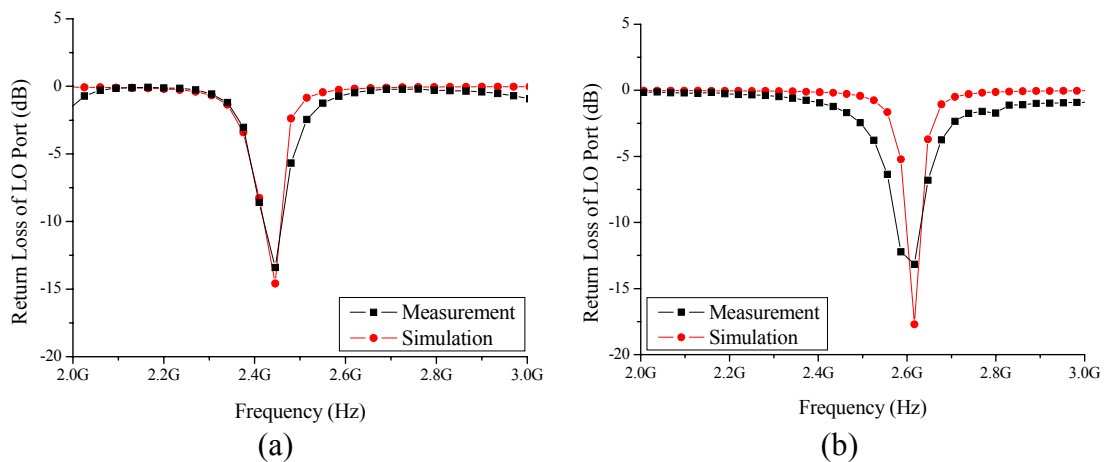 5
0
-5
-10
-15
-20
Return Loss of LO Port (dB)
2.0G 2.2G 2.4G 2.6G 2.8G 3.0G
Frequency (Hz)
Measurement
Simulation
(a)
5
0
-5
-10
-15
-20
Return Loss of LO Port (dB)
2.0G 2.2G 2.4G 2.6G 2.8G 3.0G
Frequency (Hz)
Measurement
Simulation
(b)